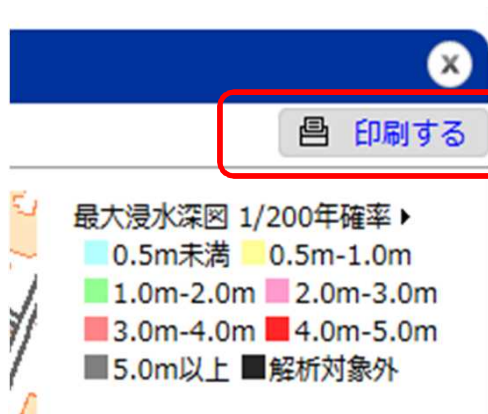 x
印刷する
最大浸水深図 1/200年確率
0.5m未満 0.5m-1.0m
1.0m-2.0m 2.0m-3.0m
3.0m-4.0m 4.0m-5.0m
5.0m以上 解析対象外